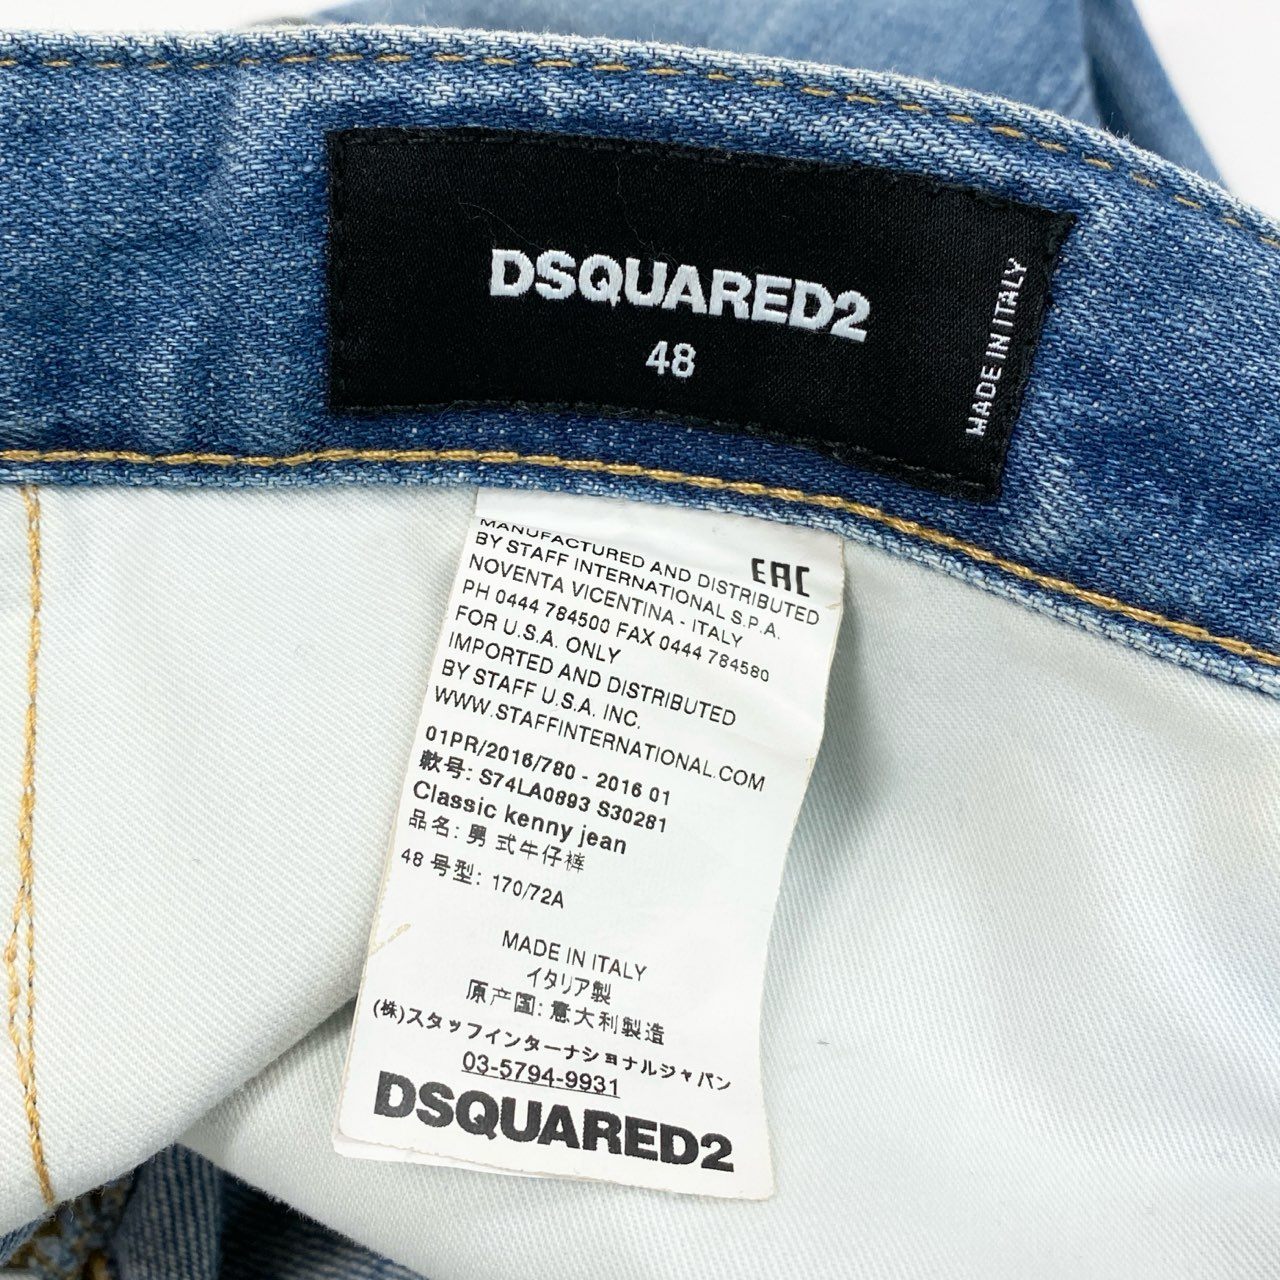 DSQUARED2
48
MADE IN ITALY
EAC
MANUFACTURED AND DISTRIBUTED
BY STAFF INTERNATIONAL S.P.A.
NOVENTA VICENTINA - ITALY
PH 0444 784500 FAX 0444 784580
FOR U.S.A. ONLY
IMPORTED AND DISTRIBUTED
BY STAFF U.S.A. INC.
WWW.STAFFINTERNATIONAL.COM
01PR/2016/780 - 2016 01
款号: S74LA0893 S30281
Classic kenny jean
品名: 男式牛仔裤
48 号型: 170/72A
MADE IN ITALY
イタリア製
原产国: 意大利製造
(株)スタッフインターナショナルジャパン
03-5794-9931
DSQUARED2